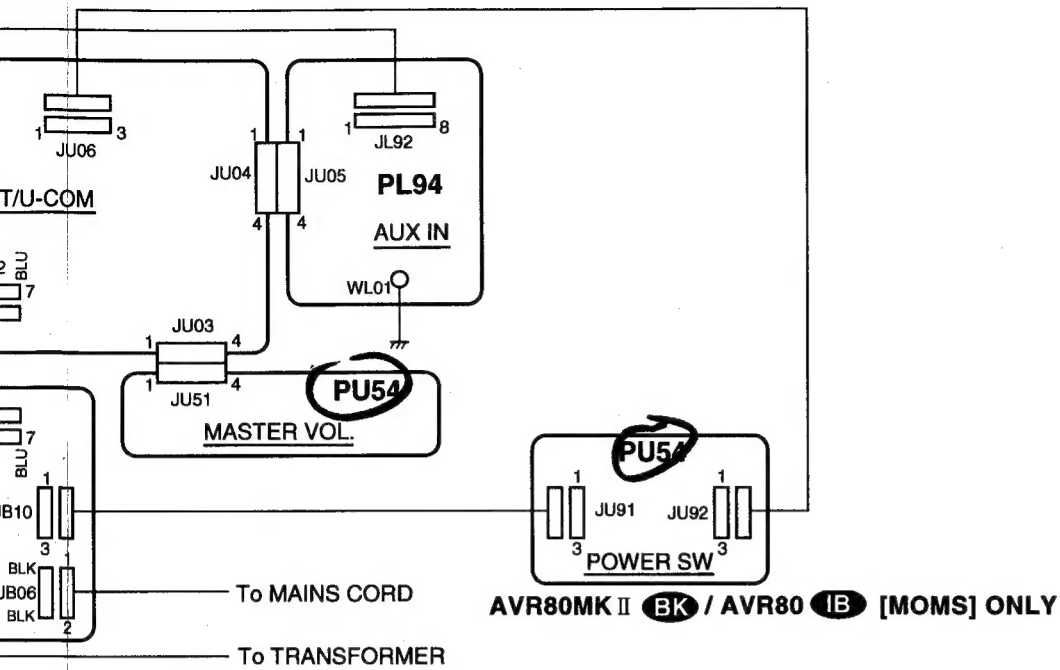 1 3
JU06
T/U-COM
2 BLU
7
JU04
1 1
JU05
4 4
1 8
JL92
PL94
AUX IN
WL01
JU03
1 4
1 4
JU51
PU54
MASTER VOL.
7
BLU
1
JB10
3
BLK 1
JB06
BLK 2
To MAINS CORD
To TRANSFORMER
PU54
1 1
JU91 JU92
3 3
POWER SW
AVR80MK II BK / AVR80 IB [MOMS] ONLY